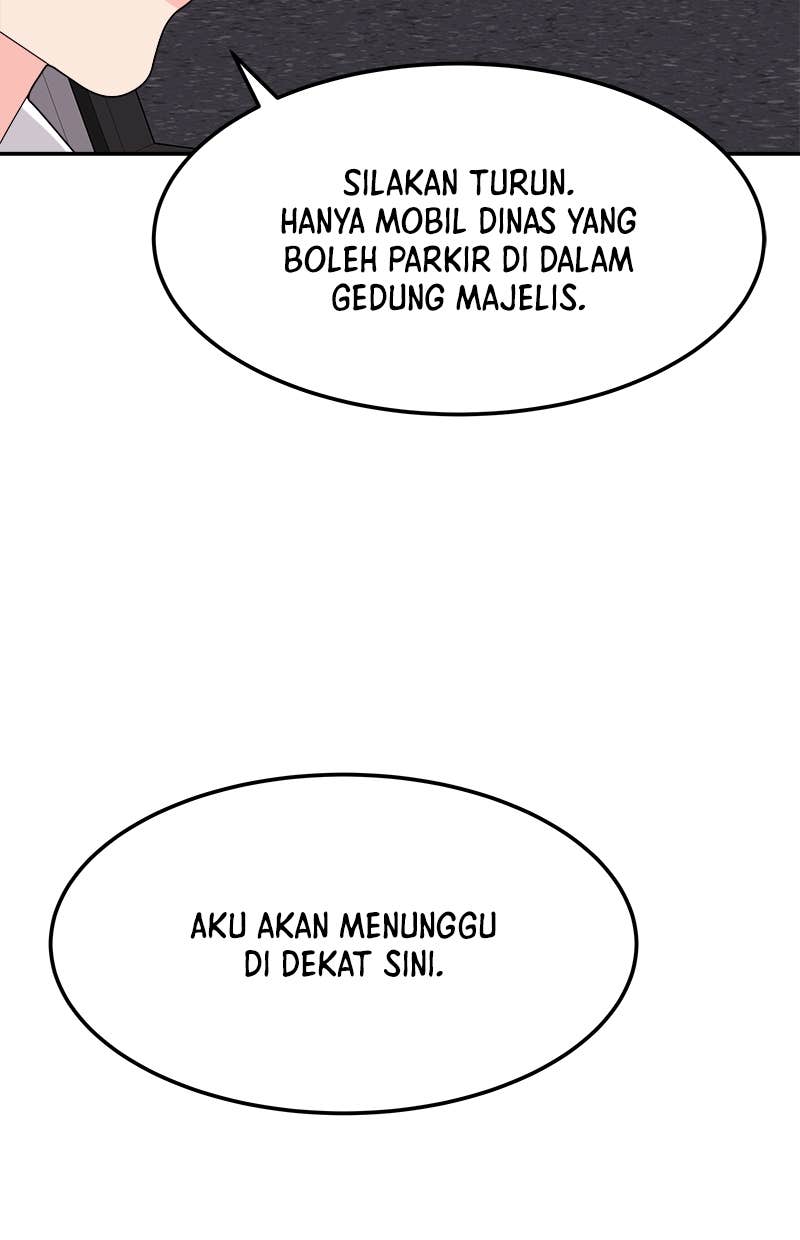 SILAKAN TURUN.
HANYA MOBIL DINAS YANG
BOLEH PARKIR DI DALAM
GEDUNG MAJELIS.
AKU AKAN MENUNGGU
DI DEKAT SINI.